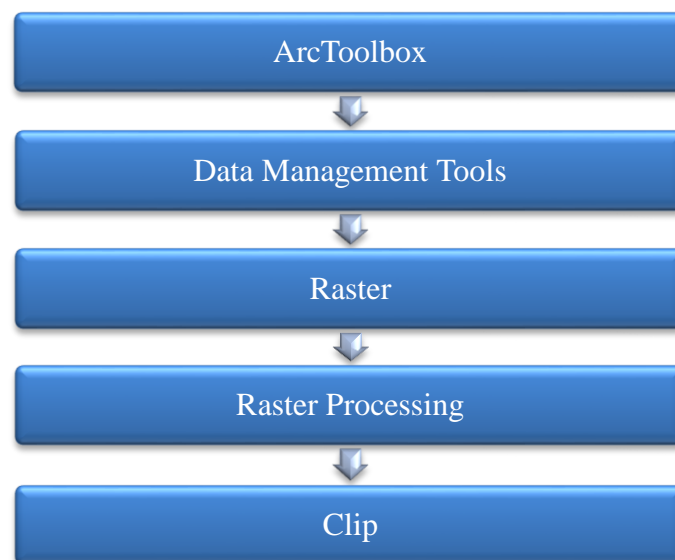 ArcToolbox
Data Management Tools
Raster
Raster Processing
Clip